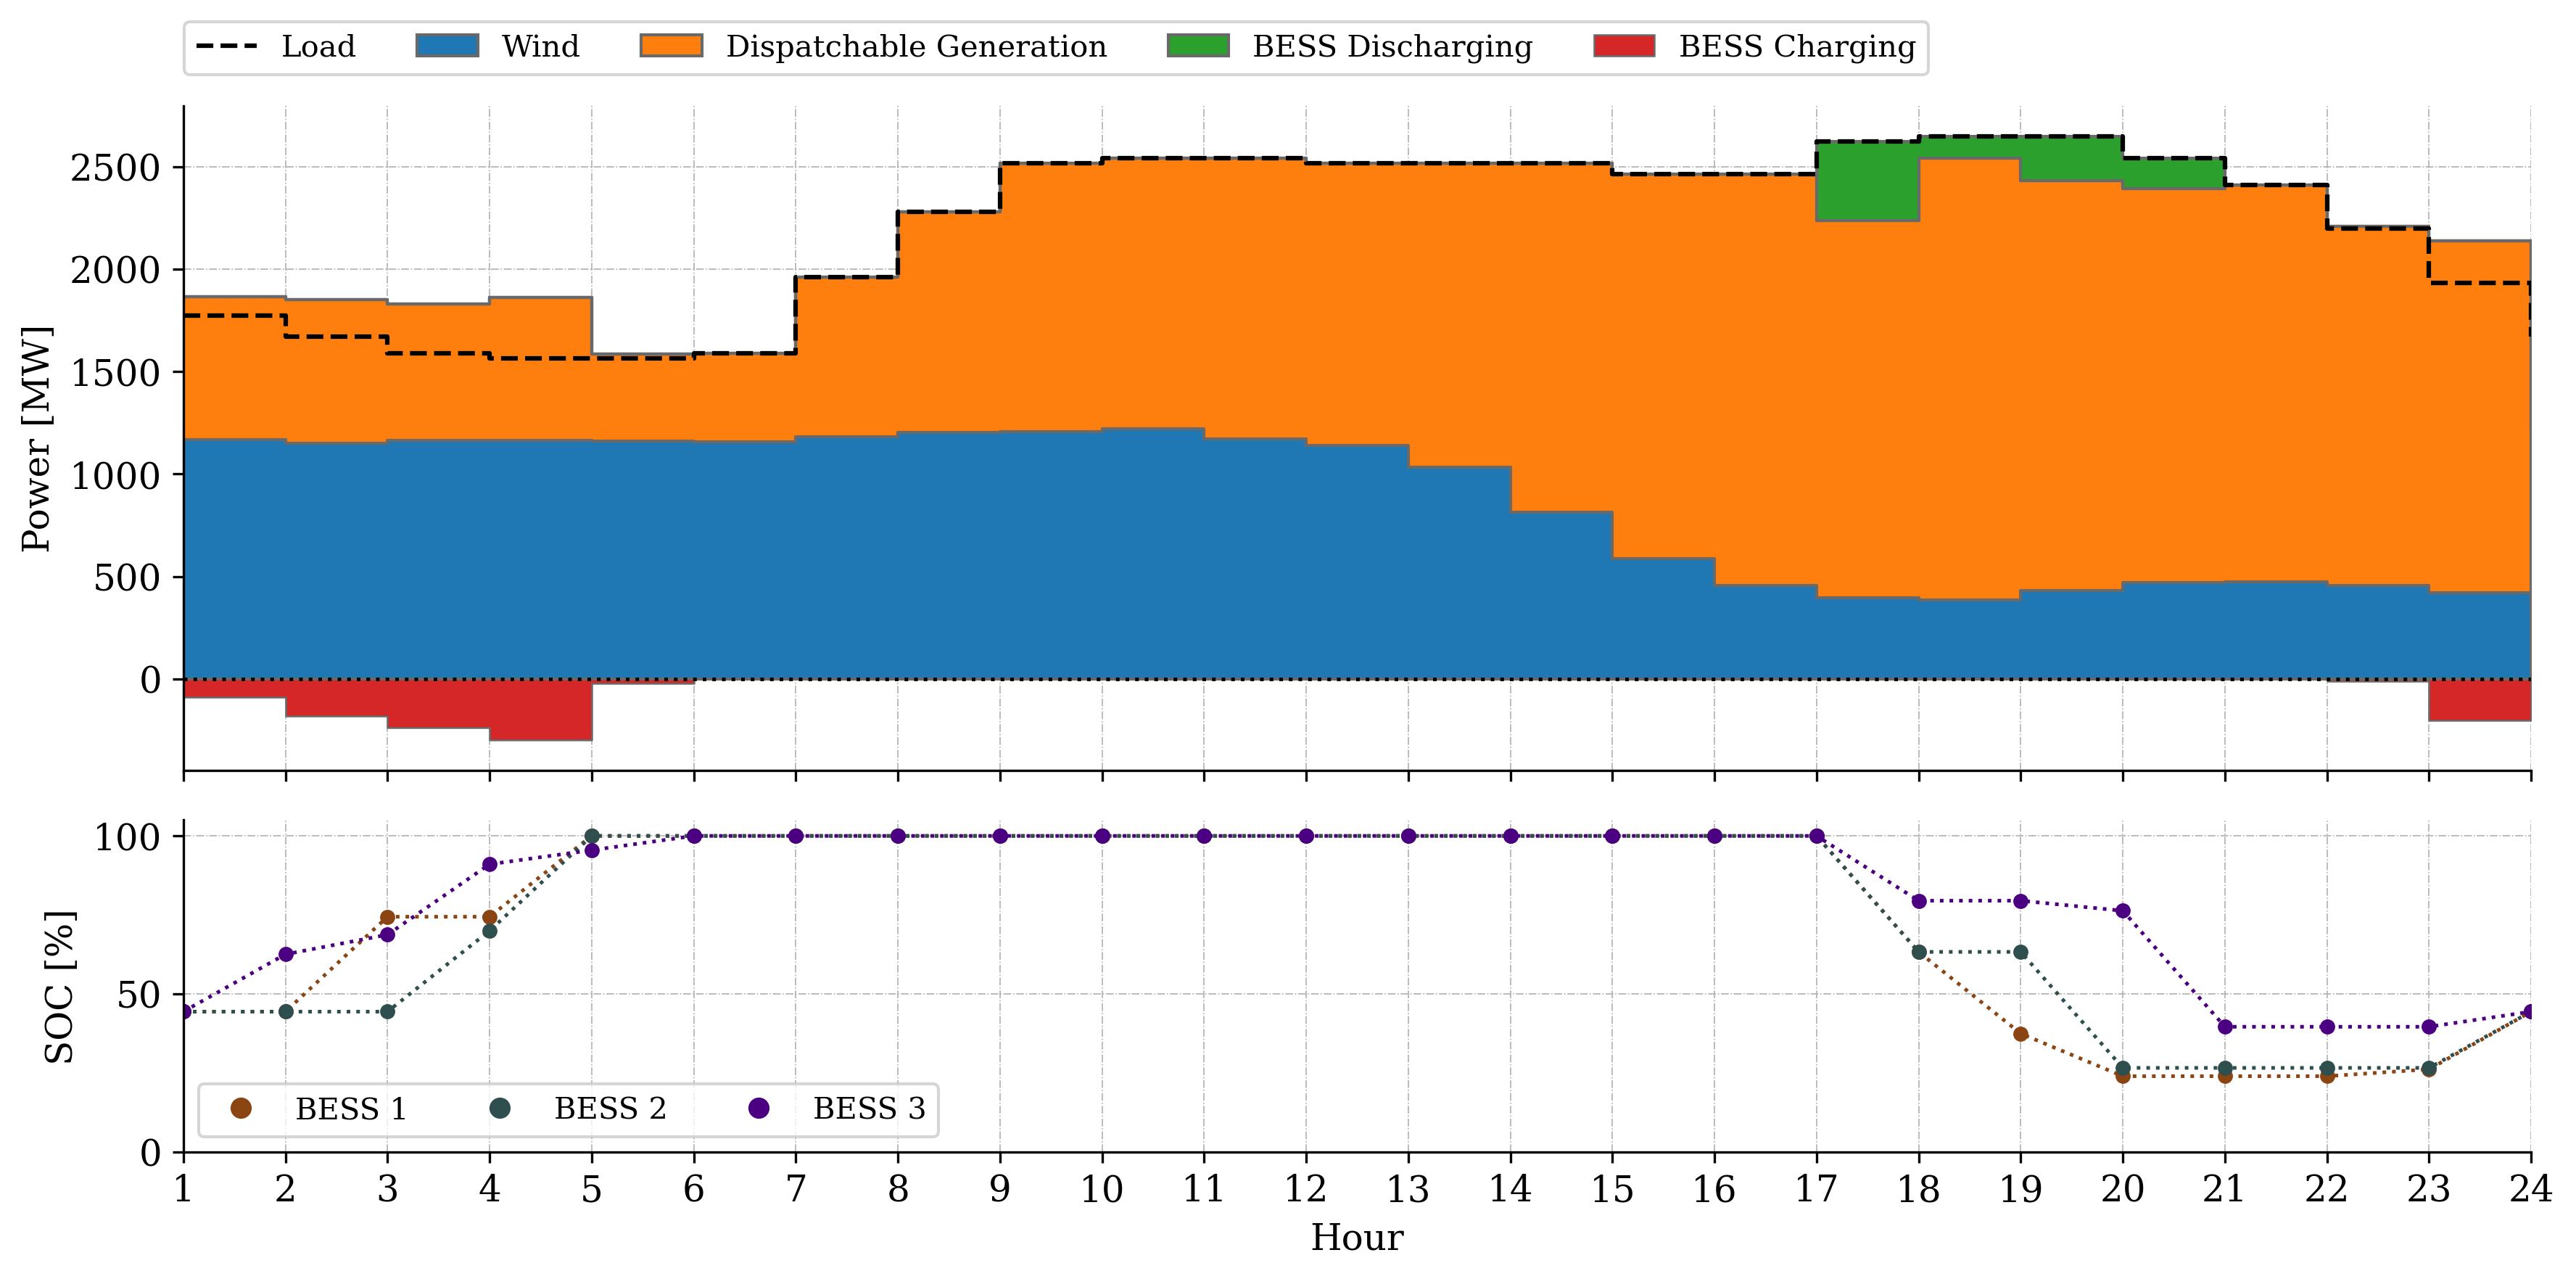 Load Wind Dispatchable Generation BESS Discharging BESS Charging
Power [MW]
2500
2000
1500
1000
500
0
SOC [%]
100
50
0
BESS 1 BESS 2 BESS 3
1 2 3 4 5 6 7 8 9 10 11 12 13 14 15 16 17 18 19 20 21 22 23 24
Hour